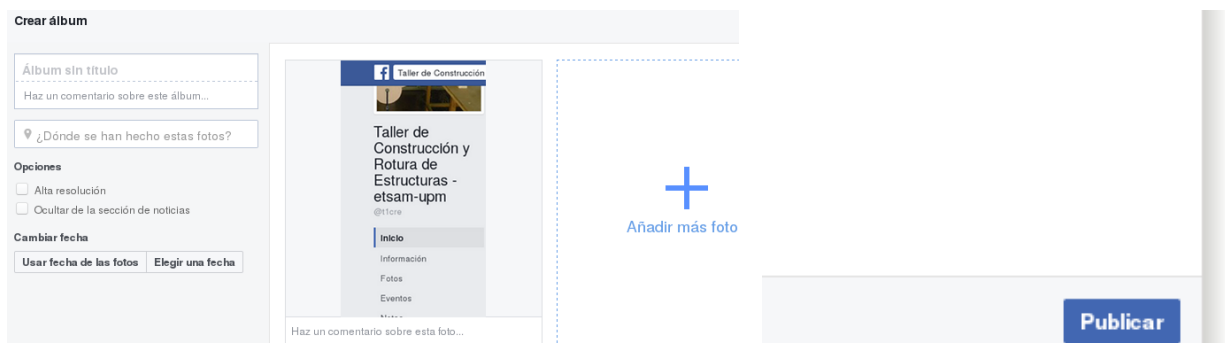 Crear álbum
Álbum sin título
Haz un comentario sobre este álbum...
¿Dónde se han hecho estas fotos?
Opciones
Alta resolución
Ocultar de la sección de noticias
Cambiar fecha
Usar fecha de las fotos
Elegir una fecha
Taller de Construcción
Taller de
Construcción y
Rotura de
Estructuras -
etsam-upm
@t1cre
Inicio
Información
Fotos
Eventos
Haz un comentario sobre esta foto...
Añadir más foto
Publicar